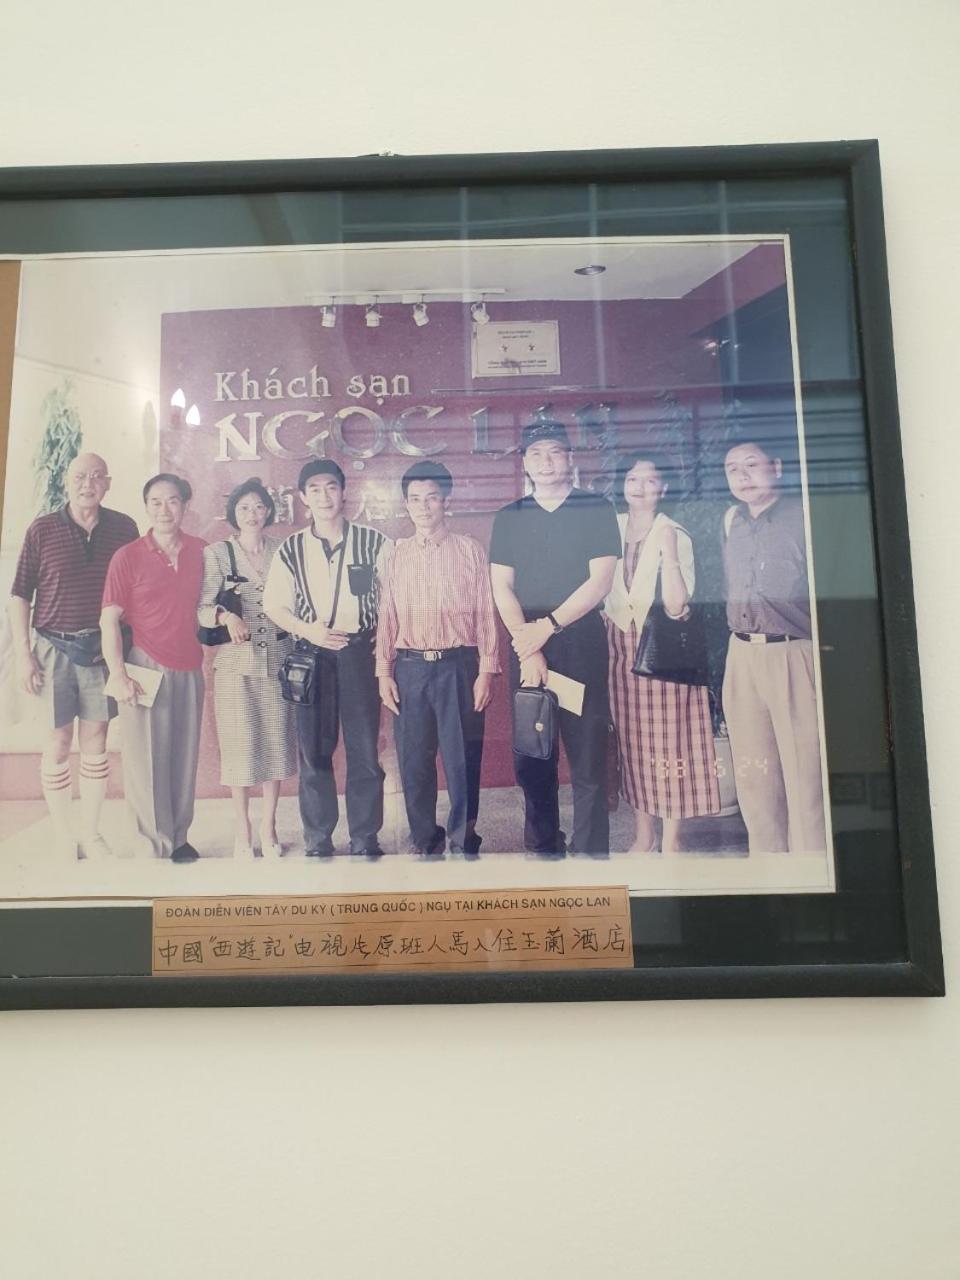 Khách sạn
NGỌC LAN
'98 6 24
ĐOÀN DIỄN VIÊN TÂY DU KÝ ( TRUNG QUỐC ) NGỤ TẠI KHÁCH SẠN NGỌC LAN
中國"西遊記"电視片原班人馬入住玉蘭酒店